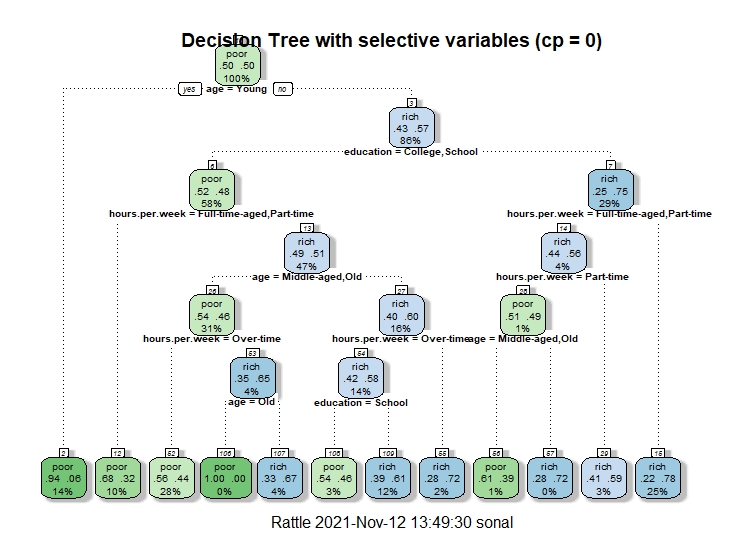 Decision Tree with selective variables (cp = 0)
poor
.50 .50
100%
yes age = Young no
3
rich
.43 .57
86%
education = College,School
6
poor
.52 .48
58%
7
rich
.25 .75
29%
hours.per.week = Full-time-aged,Part-time
hours.per.week = Full-time-aged,Part-time
13
rich
.49 .51
47%
14
rich
.44 .56
4%
age = Middle-aged,Old
hours.per.week = Part-time
26
poor
.54 .46
31%
27
rich
.40 .60
16%
28
poor
.51 .49
1%
hours.per.week = Over-time
hours.per.week = Over-time
age = Middle-aged,Old
53
rich
.35 .65
4%
54
rich
.42 .58
14%
age = Old
education = School
2
poor
.94 .06
14%
12
poor
.68 .32
10%
52
poor
.56 .44
28%
106
poor
1.00 .00
0%
107
rich
.33 .67
4%
108
poor
.54 .46
3%
109
rich
.39 .61
12%
55
rich
.28 .72
2%
56
poor
.61 .39
1%
57
rich
.28 .72
0%
29
rich
.41 .59
3%
15
rich
.22 .78
25%
Rattle 2021-Nov-12 13:49:30 sonal